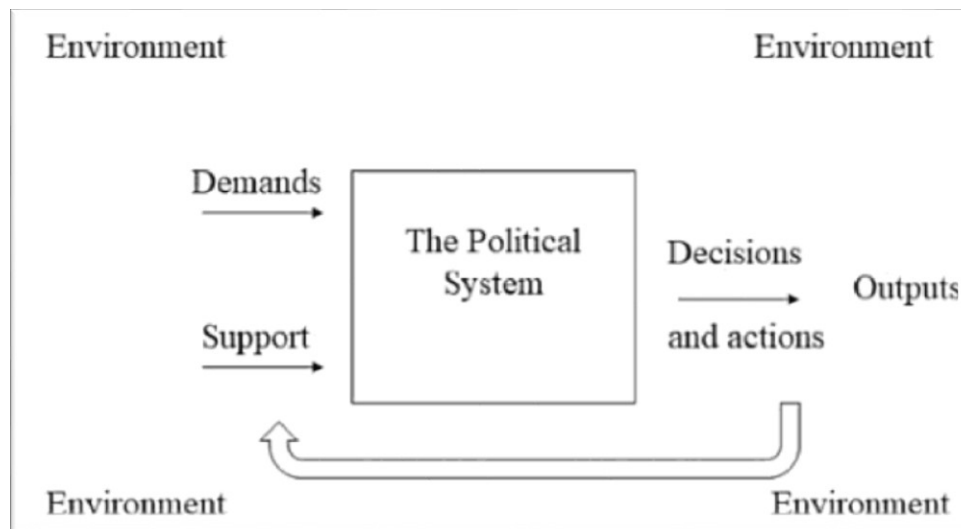 Environment
Environment
Demands
The Political
System
Decisions
Outputs
Support
and actions
Environment
Environment